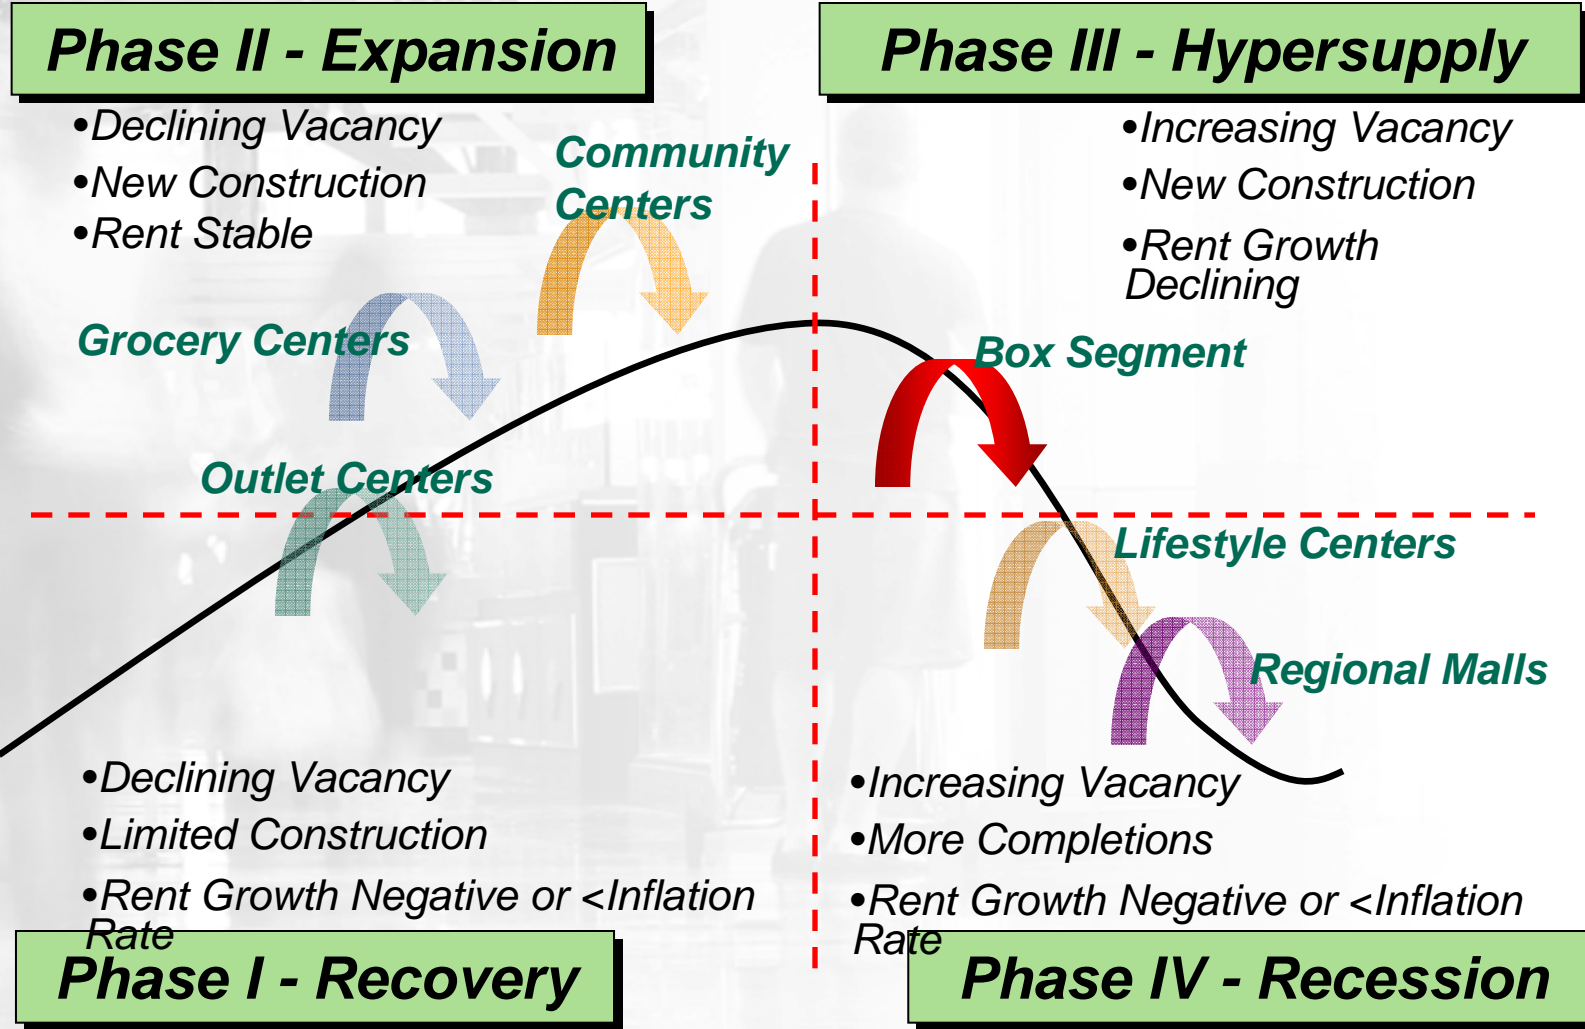 Phase II - Expansion
•Declining Vacancy
•New Construction
•Rent Stable
Community
Centers
Grocery Centers
Outlet Centers
Phase III - Hypersupply
•Increasing Vacancy
•New Construction
•Rent Growth
Declining
Box Segment
Lifestyle Centers
Regional Malls
•Declining Vacancy
•Limited Construction
•Rent Growth Negative or <Inflation
Rate
Phase I - Recovery
•Increasing Vacancy
•More Completions
•Rent Growth Negative or <Inflation
Rate
Phase IV - Recession